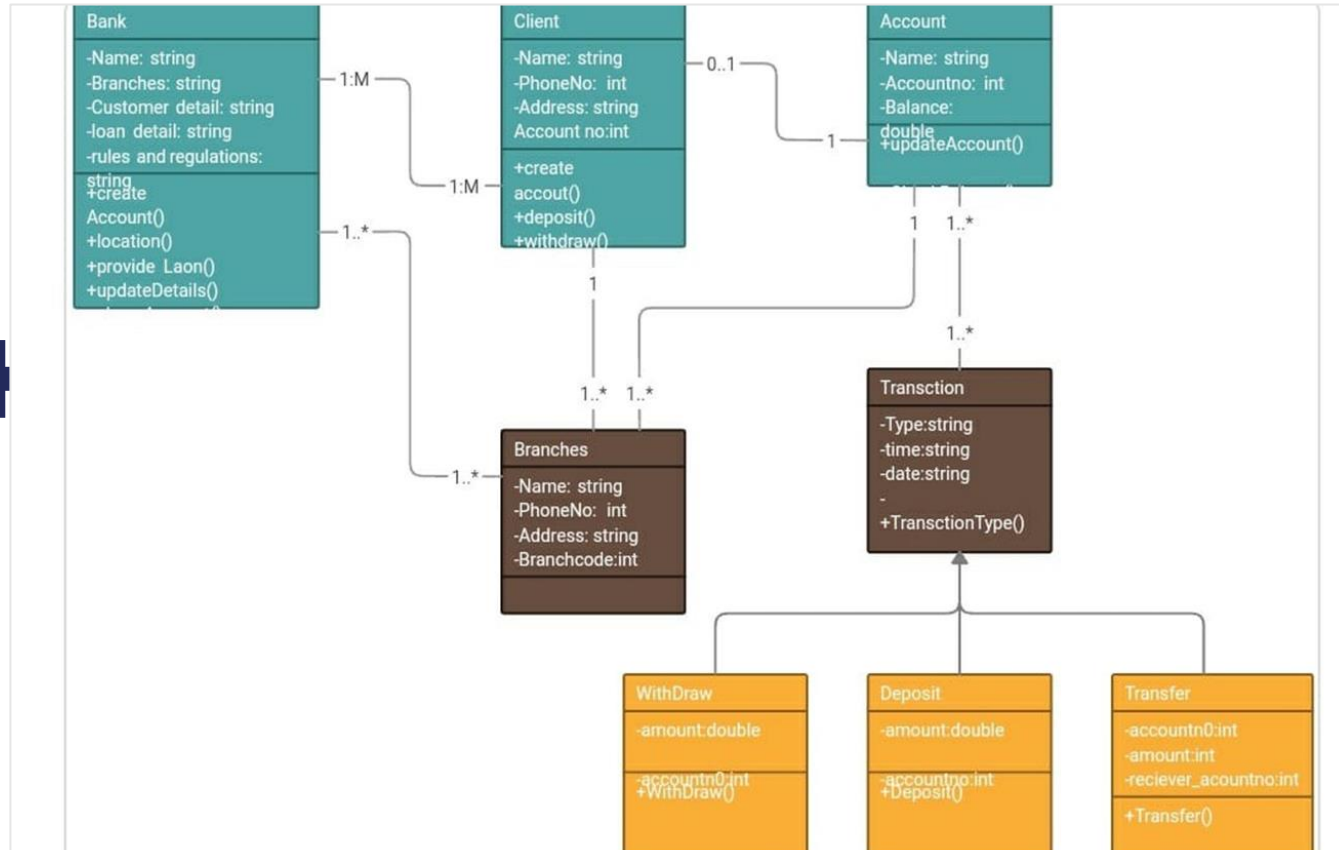 Bank
-Name: string
-Branches: string
-Customer detail: string
-loan detail: string
-rules and regulations:
string
+create
Account()
+location()
+provide Laon()
+updateDetails()
1:M
1:M
1..*
1..*
Client
-Name: string
-PhoneNo: int
-Address: string
Account no:int
+create
accout()
+deposit()
+withdraw()
0..1
1
Account
-Name: string
-Accountno: int
-Balance:
double
+updateAccount()
1
1..*
1
1..*
1..*
1..*
Branches
-Name: string
-PhoneNo: int
-Address: string
-Branchcode:int
Transction
-Type:string
-time:string
-date:string
-
+TransctionType()
WithDraw
-amount:double
-accountn0:int
+WithDraw()
Deposit
-amount:double
-accountno:int
+Deposit()
Transfer
-accountn0:int
-amount:int
-reciever_acountno:int
+Transfer()